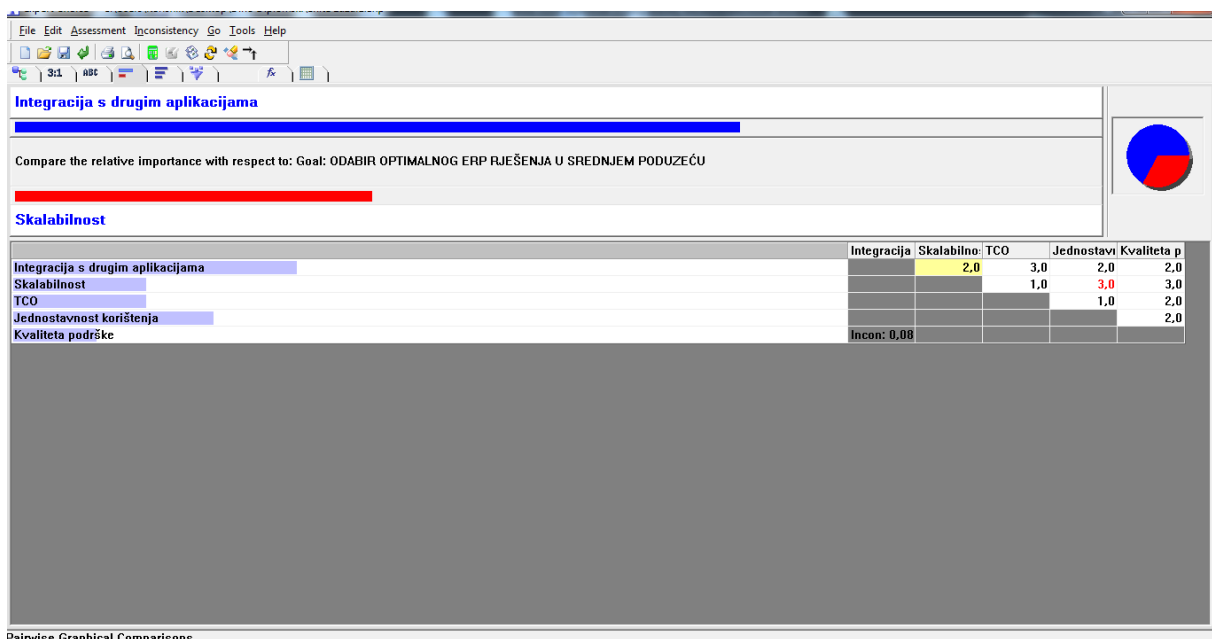 File Edit Assessment Inconsistency Go Tools Help
3:1 ABC fx
Integracija s drugim aplikacijama
Compare the relative importance with respect to: Goal: ODABIR OPTIMALNOG ERP RJEŠENJA U SREDNJEM PODUZEĆU
Skalabilnost
Integracija Skalabilno: TCO Jednostavı Kvaliteta p
Integracija s drugim aplikacijama 2,0 3,0 2,0 2,0
Skalabilnost 1,0 3,0 3,0
TCO 1,0 2,0
Jednostavnost korištenja 2,0
Kvaliteta podrške Incon: 0,08
Pairwise Graphical Comparisons